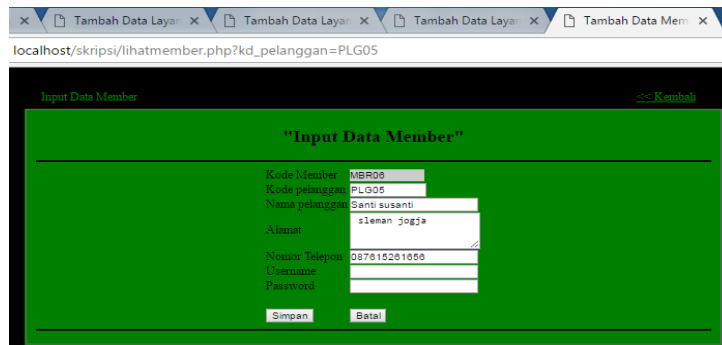 Tambah Data Layan Tambah Data Layan Tambah Data Layan Tambah Data Mem
localhost/skripsi/lihatmember.php?kd_pelanggan=PLG05
Input Data Member << Kembali
"Input Data Member"
Kode Member MBR06
Kode pelanggan PLG05
Nama pelanggan Santi susanti
Alamat sleman jogja
Nomor Telepon 087615261656
Username
Password
Simpan Batal